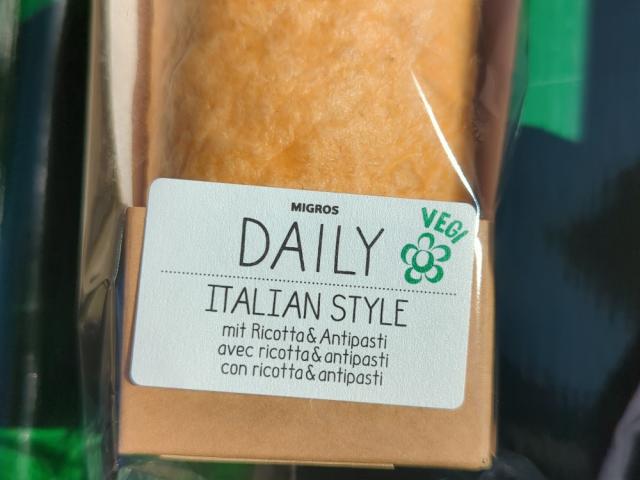 MIGROS
DAILY
VEGI
ITALIAN STYLE
mit Ricotta & Antipasti
avec ricotta & antipasti
con ricotta & antipasti